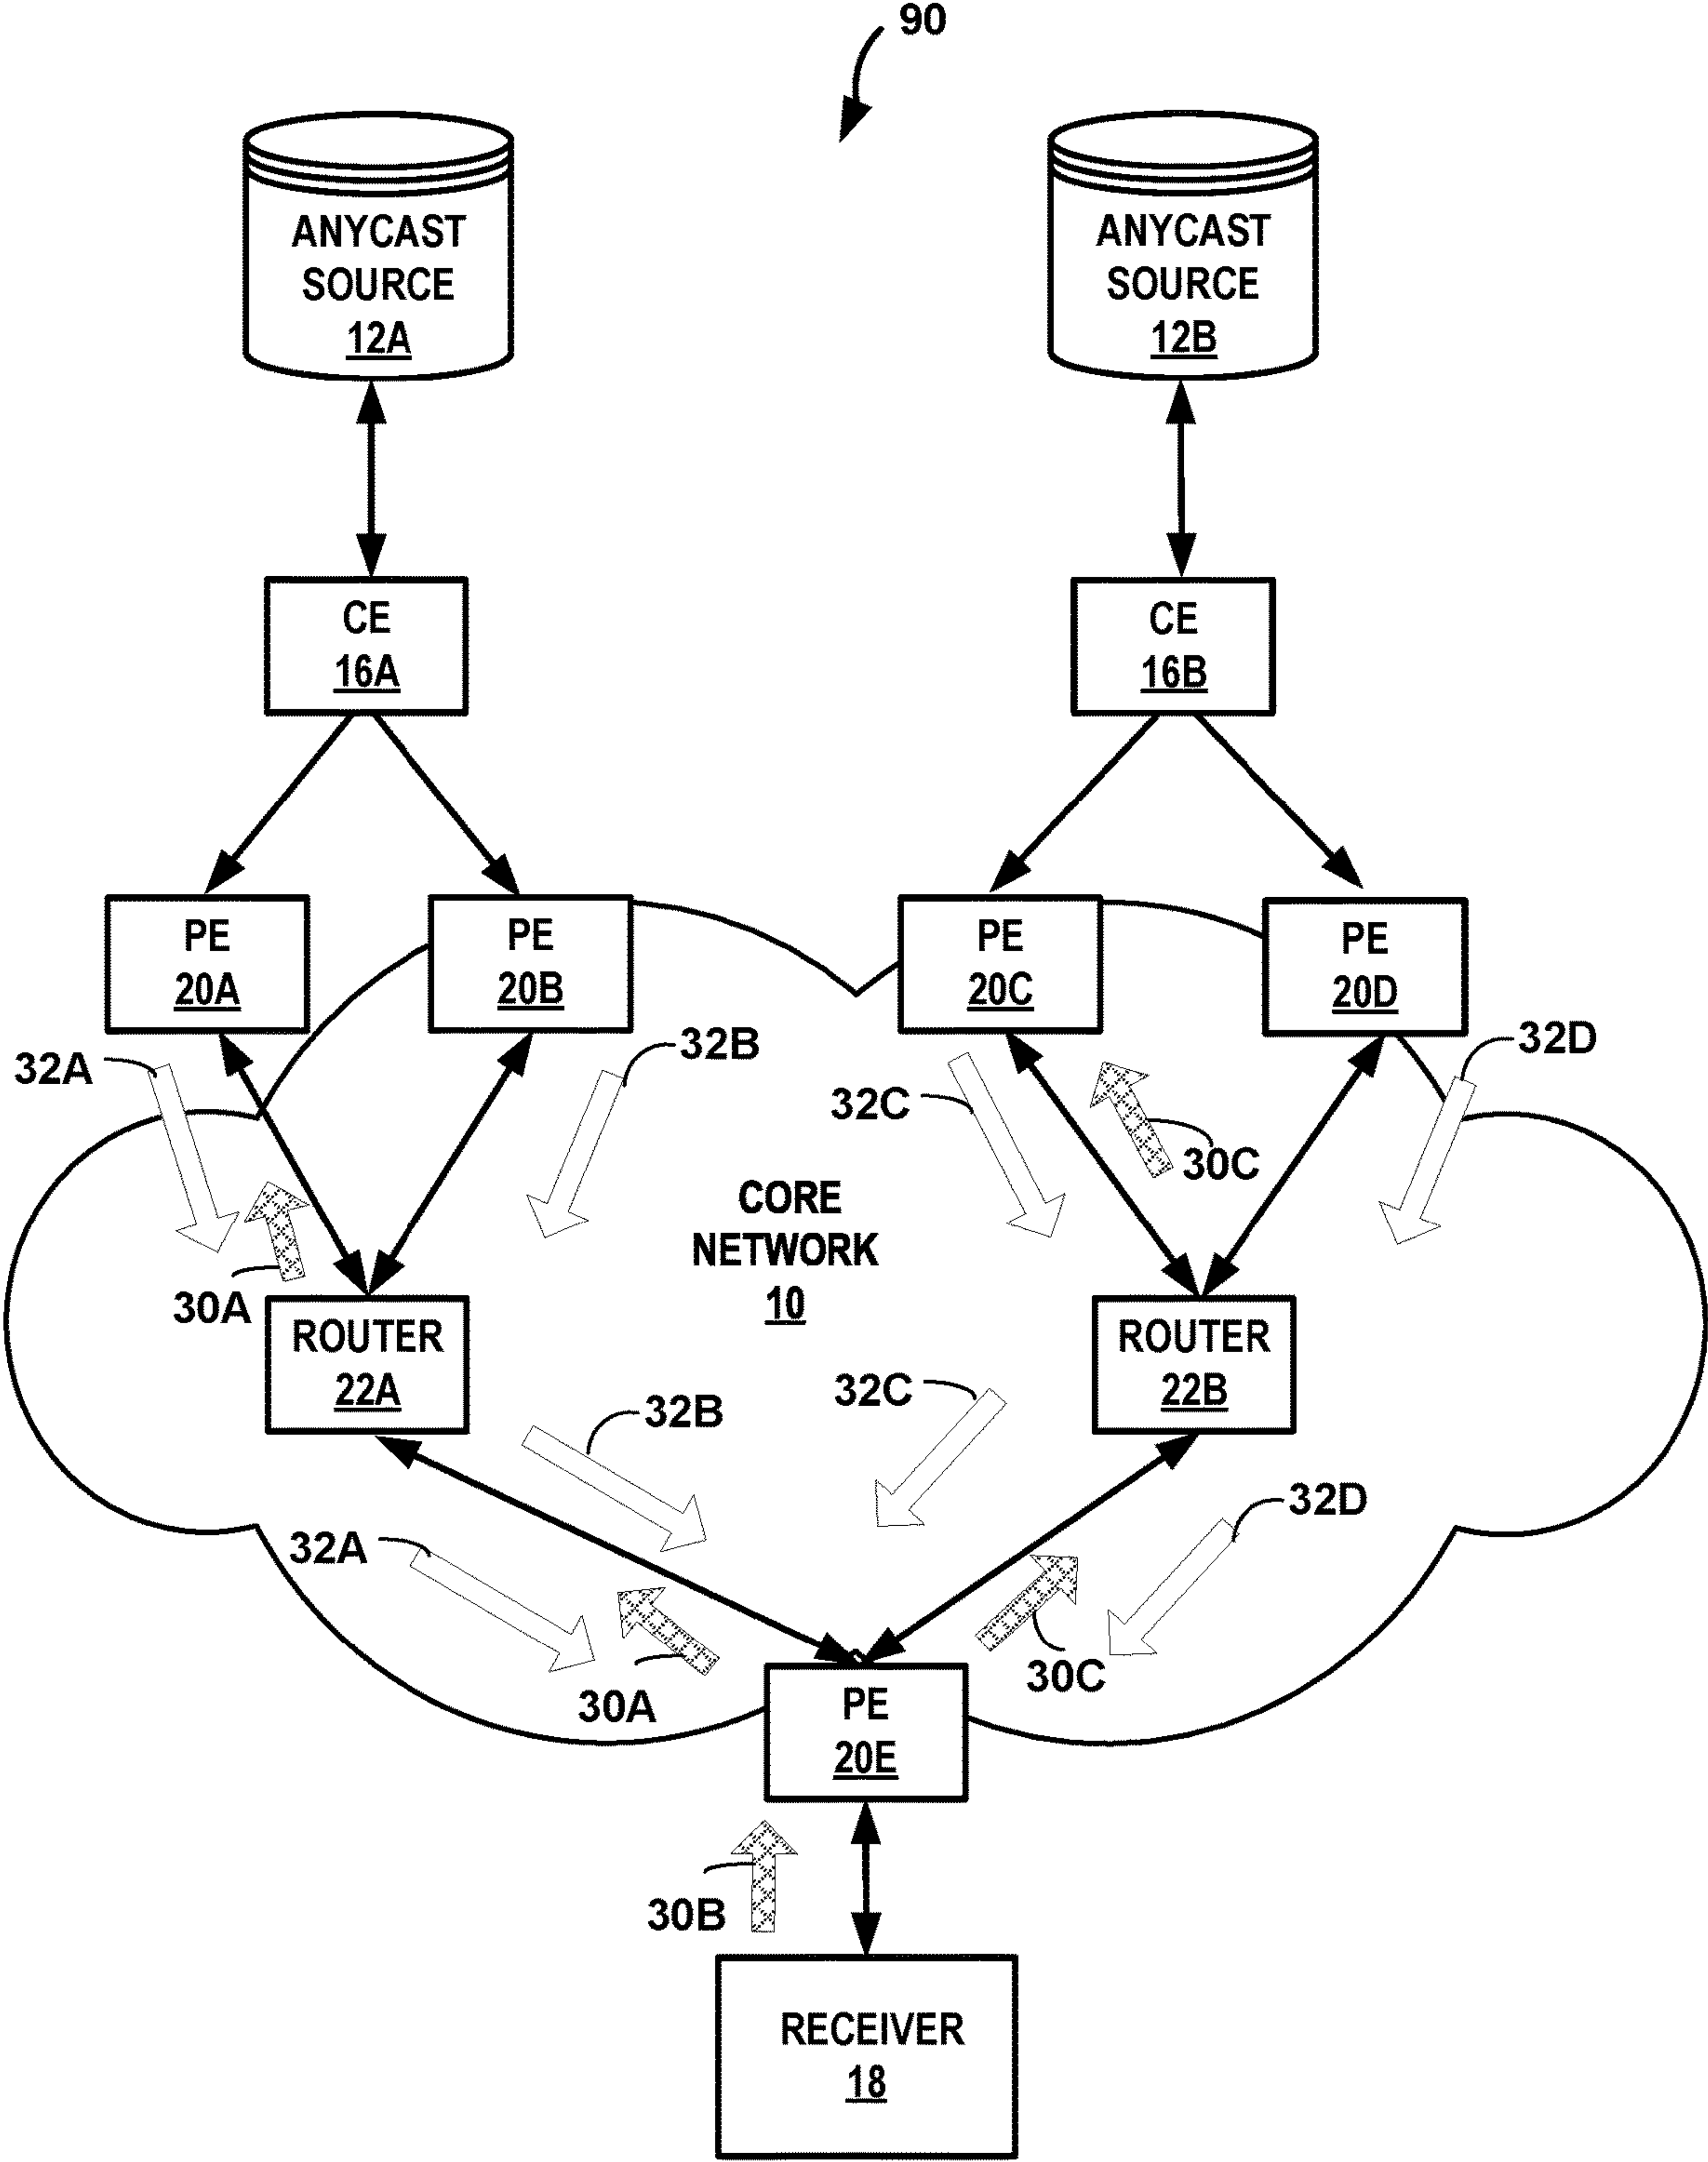 90
ANYCAST
SOURCE
12A
ANYCAST
SOURCE
12B
CE
16A
CE
16B
PE
20A
PE
20B
PE
20C
PE
20D
32A
32B
32C
30C
32D
30A
CORE
NETWORK
10
ROUTER
22A
ROUTER
22B
32B
32C
32A
32D
30A
30C
PE
20E
30B
RECEIVER
18